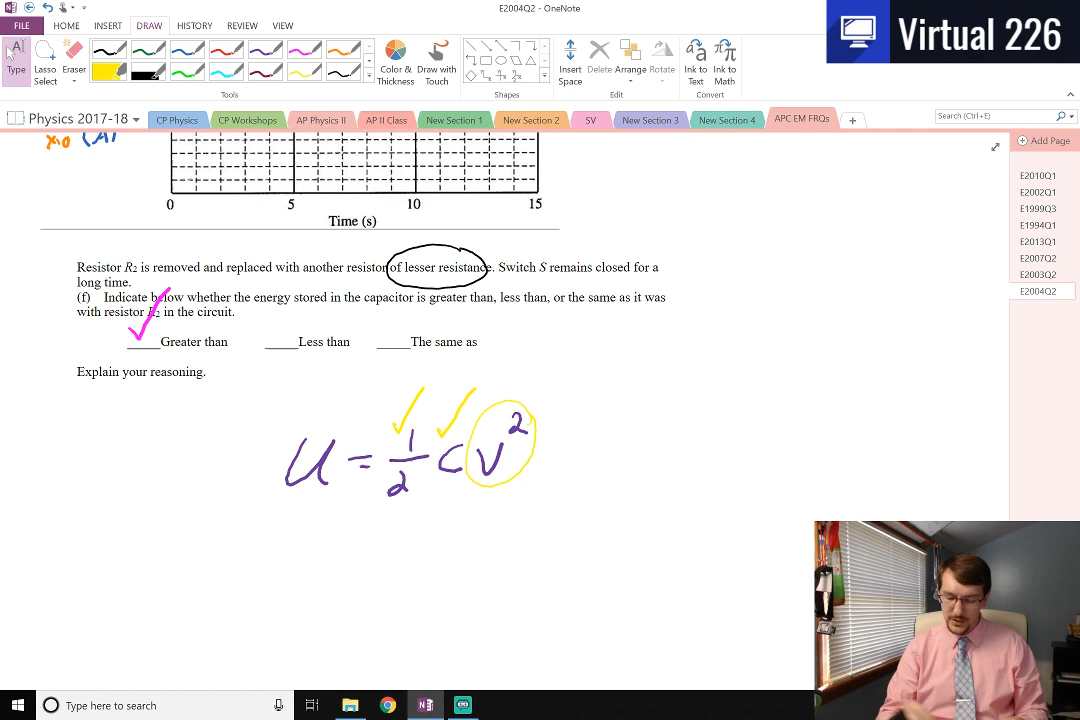 E2004Q2 - OneNote
FILE HOME INSERT DRAW HISTORY REVIEW VIEW
Virtual 226
Type Lasso Select Eraser Color & Thickness Draw with Touch Insert Space Delete Arrange Rotate Ink to Text Ink to Math
Tools Shapes Edit Convert
Physics 2017-18 CP Physics CP Workshops AP Physics II AP II Class New Section 1 New Section 2 SV New Section 3 New Section 4 APC EM FRQs
Search (Ctrl+E)
Add Page
E2010Q1
E2002Q1
E1999Q3
E1994Q1
E2013Q1
E2007Q2
E2003Q2
E2004Q2
0 5 10 15
Time (s)
Resistor R2 is removed and replaced with another resistor of lesser resistance. Switch S remains closed for a
long time.
(f) Indicate below whether the energy stored in the capacitor is greater than, less than, or the same as it was
with resistor R2 in the circuit.
_____Greater than _____Less than _____The same as
Explain your reasoning.
U = 1/2 C V^2
Type here to search